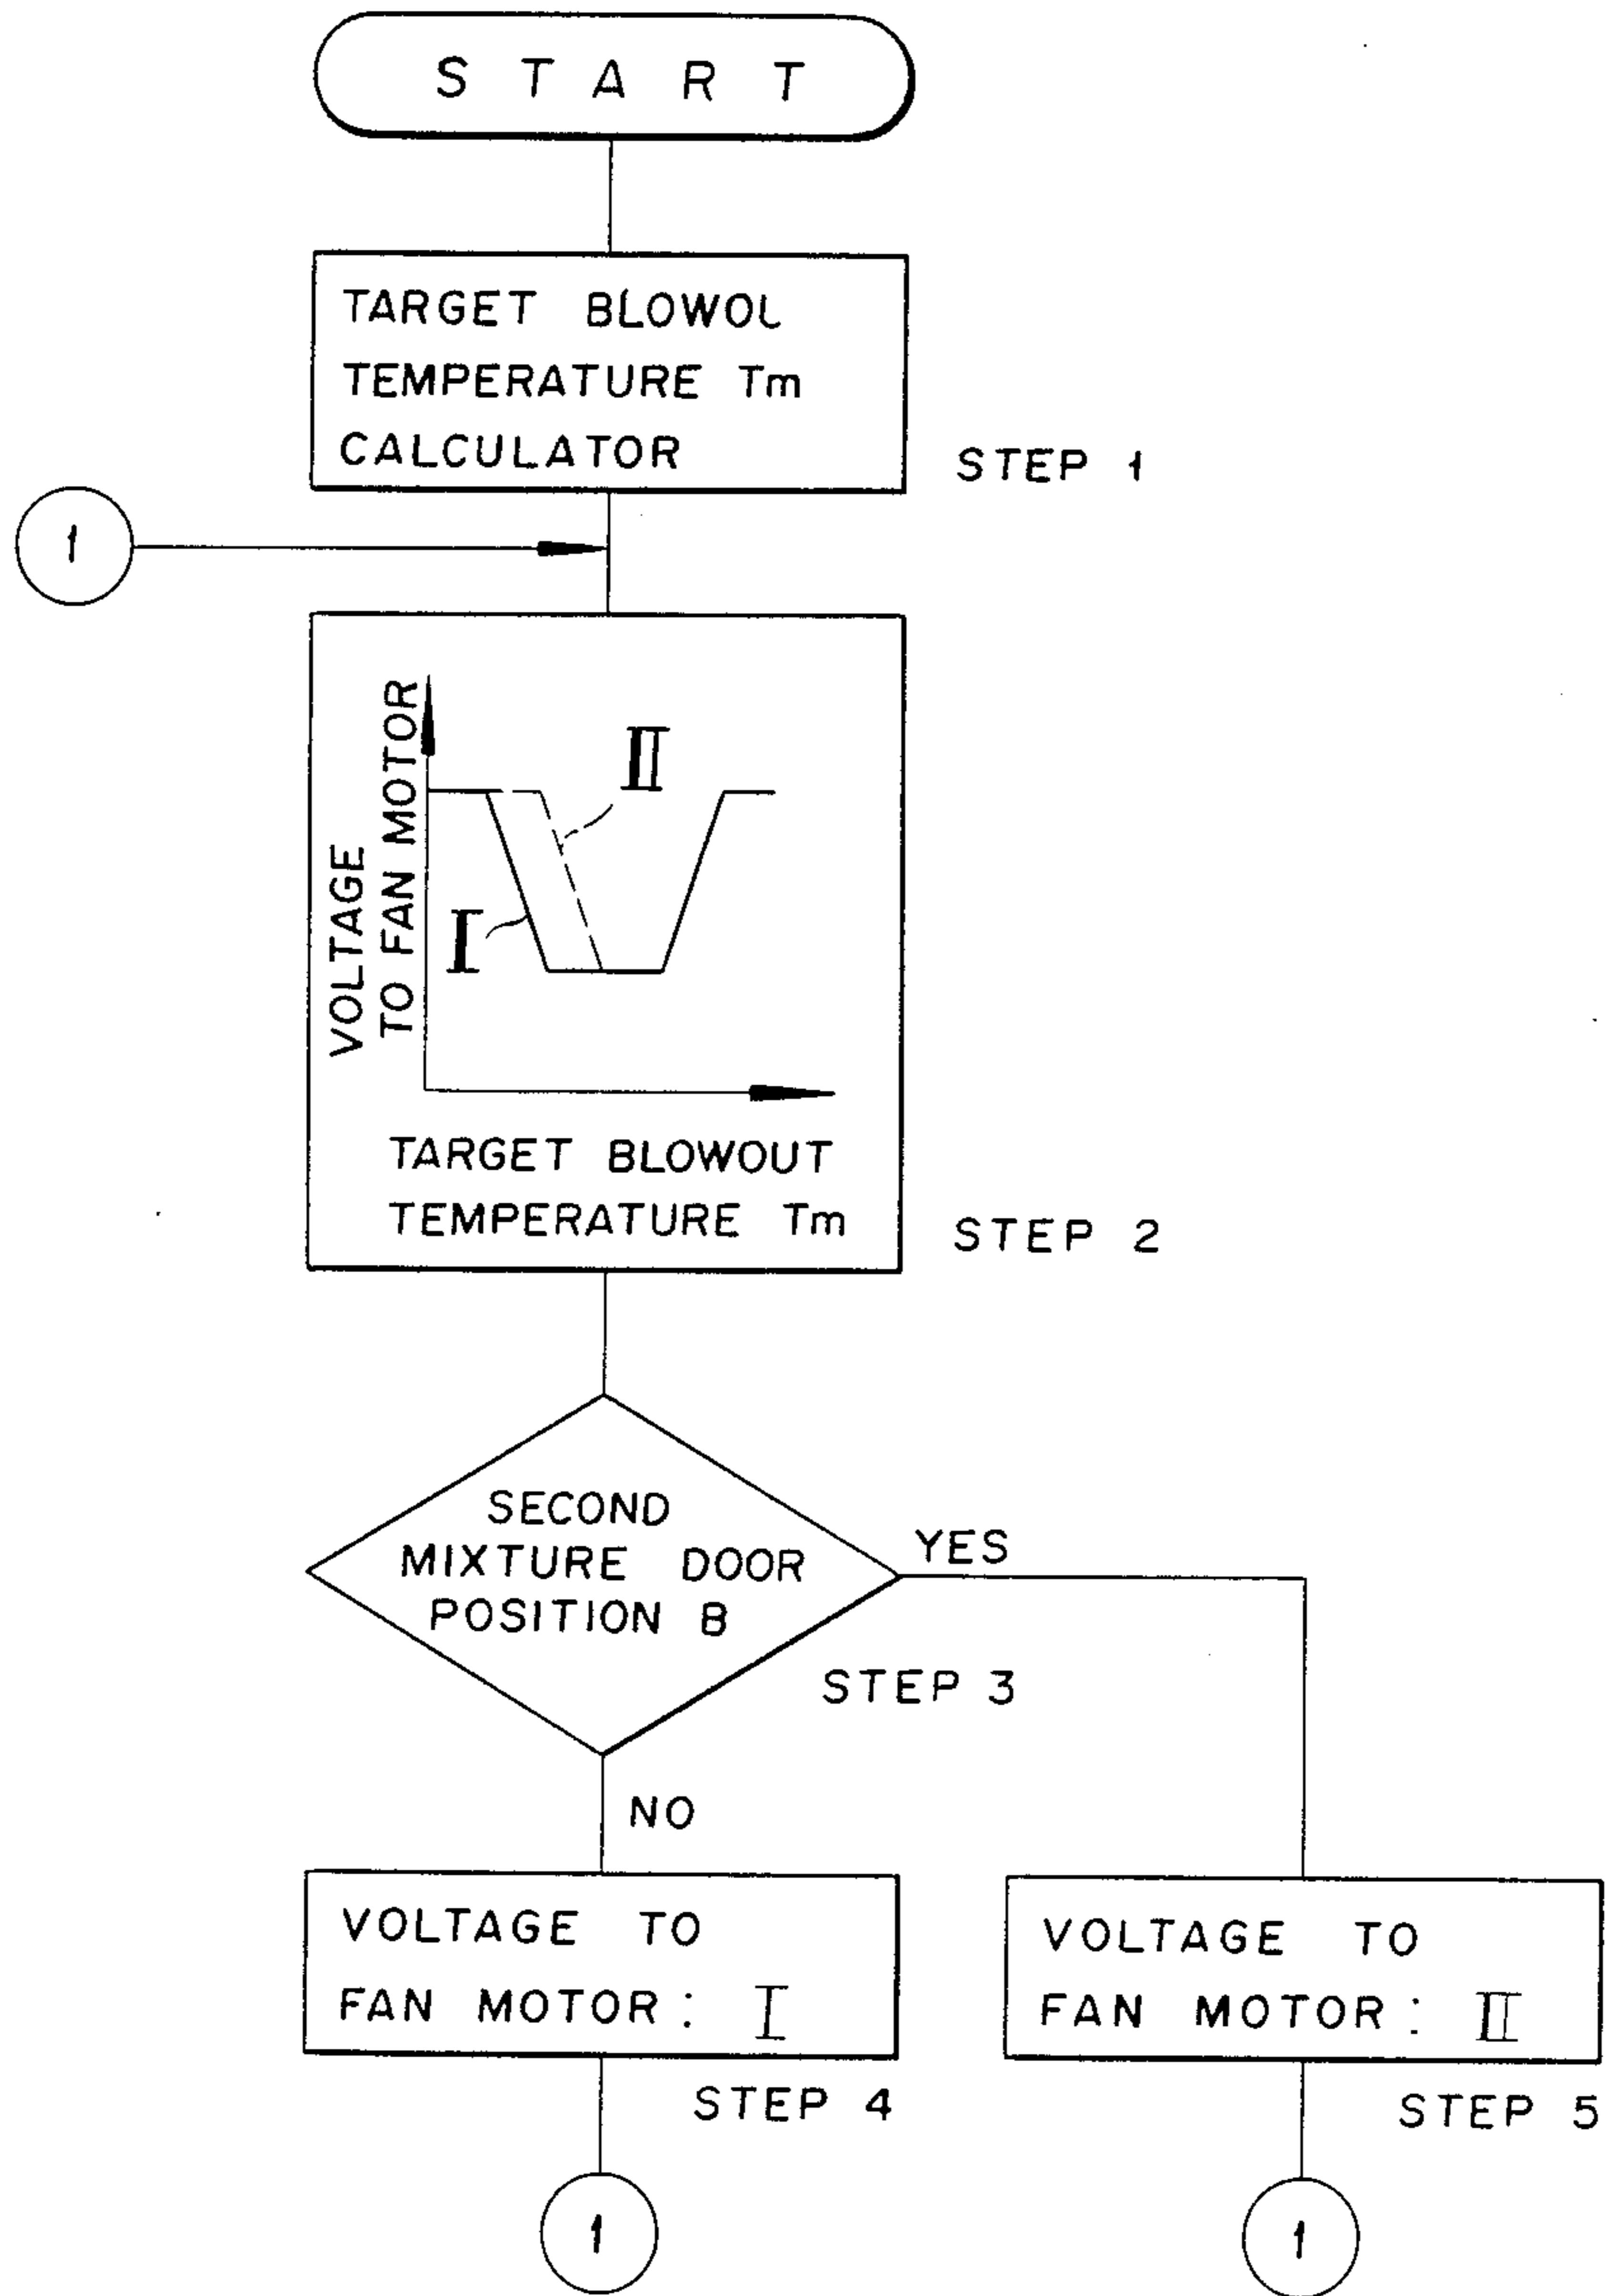 START
TARGET BLOWOU
TEMPERATURE Tm
CALCULATOR
STEP 1
1
VOLTAGE
TO FAN MOTOR
II
I
TARGET BLOWOUT
TEMPERATURE Tm
STEP 2
SECOND
MIXTURE DOOR
POSITION B
YES
STEP 3
NO
VOLTAGE TO
FAN MOTOR: I
STEP 4
VOLTAGE TO
FAN MOTOR: II
STEP 5
1
1